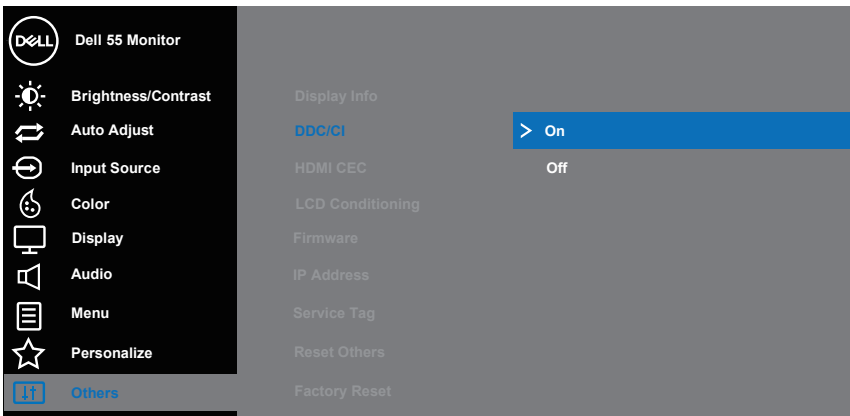 DELL Dell 55 Monitor
Brightness/Contrast Display Info
Auto Adjust DDC/CI > On
Input Source HDMI CEC Off
Color LCD Conditioning
Display Firmware
Audio IP Address
Menu Service Tag
Personalize Reset Others
Others Factory Reset